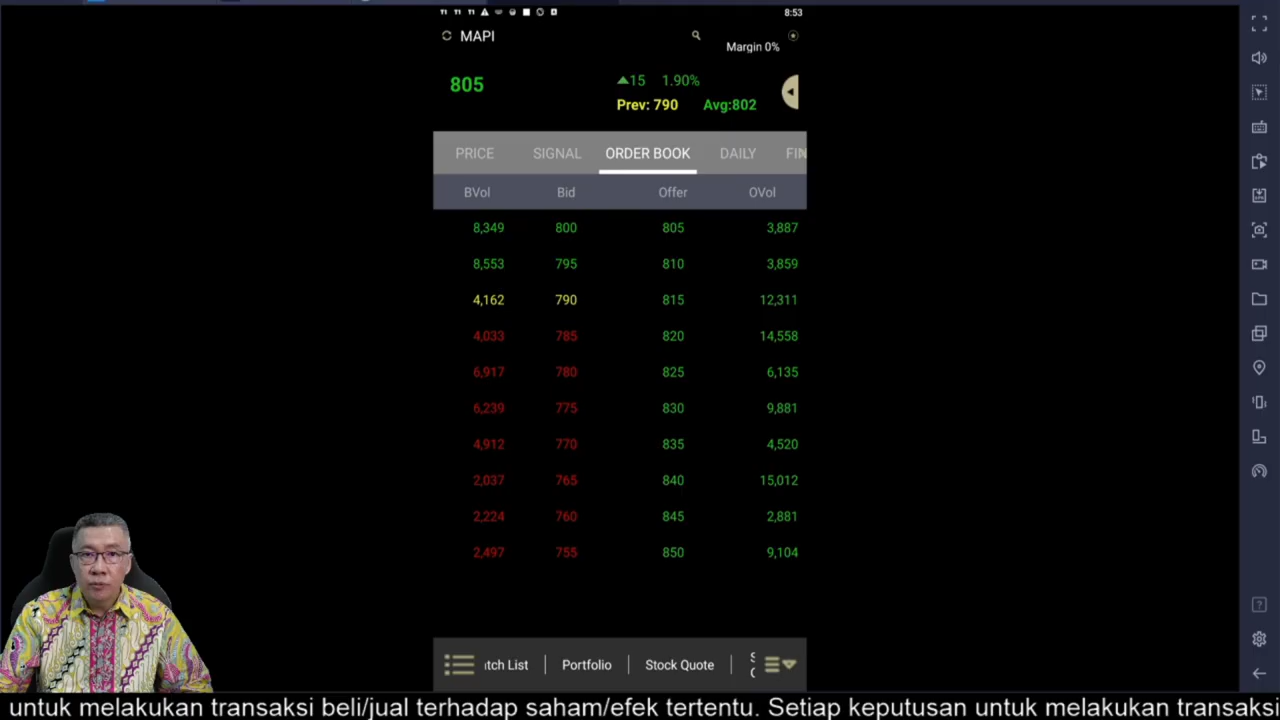 8:53
MAPI
Margin 0%
805
15 1.90%
Prev: 790 Avg:802
PRICE SIGNAL ORDER BOOK DAILY FIN
BVol Bid Offer OVol
8,349 800 805 3,887
8,553 795 810 3,859
4,162 790 815 12,311
4,033 785 820 14,558
6,917 780 825 6,135
6,239 775 830 9,881
4,912 770 835 4,520
2,037 765 840 15,012
2,224 760 845 2,881
2,497 755 850 9,104
tch List | Portfolio | Stock Quote |
untuk melakukan transaksi beli/jual terhadap saham/efek tertentu. Setiap keputusan untuk melakukan transaksi